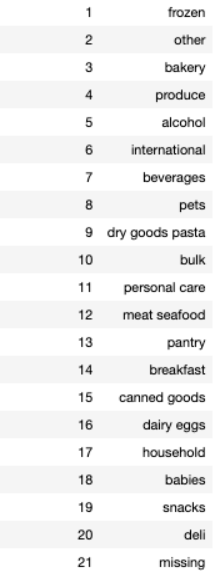 1 frozen
2 other
3 bakery
4 produce
5 alcohol
6 international
7 beverages
8 pets
9 dry goods pasta
10 bulk
11 personal care
12 meat seafood
13 pantry
14 breakfast
15 canned goods
16 dairy eggs
17 household
18 babies
19 snacks
20 deli
21 missing